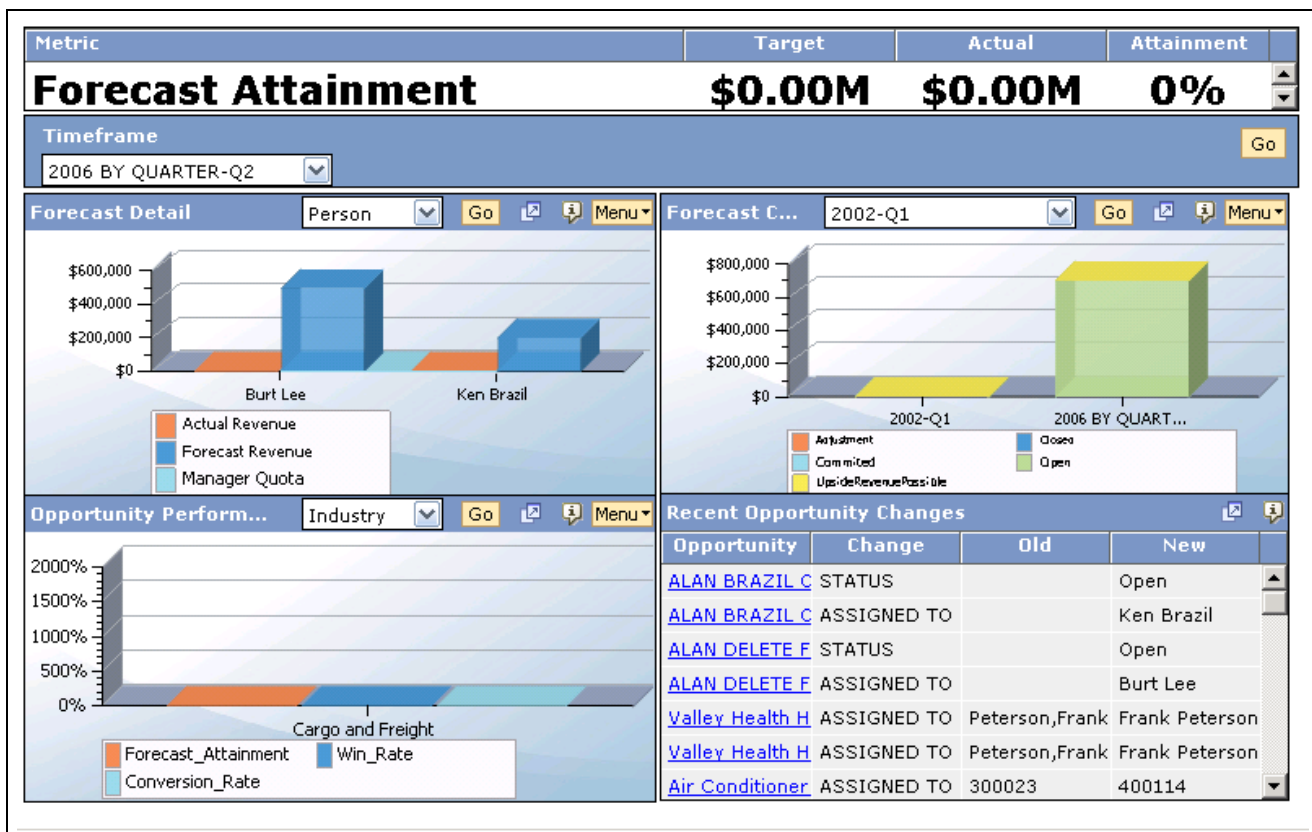 Metric Target Actual Attainment
Forecast Attainment $0.00M $0.00M 0%
Timeframe
Go
2006 BY QUARTER-Q2
Forecast Detail Person Go Menu
$600,000
$400,000
$200,000
$0
Burt Lee Ken Brazil
Actual Revenue
Forecast Revenue
Manager Quota
Forecast C... 2002-Q1 Go Menu
$800,000
$600,000
$400,000
$200,000
$0
2002-Q1 2006 BY QUART...
Adjustment Closed
Commited Open
UpsideRevenuePossible
Opportunity Perform... Industry Go Menu
2000%
1500%
1000%
500%
0%
Cargo and Freight
Forecast_Attainment Win_Rate
Conversion_Rate
Recent Opportunity Changes
Opportunity Change Old New
ALAN BRAZIL C STATUS Open
ALAN BRAZIL C ASSIGNED TO Ken Brazil
ALAN DELETE F STATUS Open
ALAN DELETE F ASSIGNED TO Burt Lee
Valley Health H ASSIGNED TO Peterson,Frank Frank Peterson
Valley Health H ASSIGNED TO Peterson,Frank Frank Peterson
Air Conditioner ASSIGNED TO 300023 400114